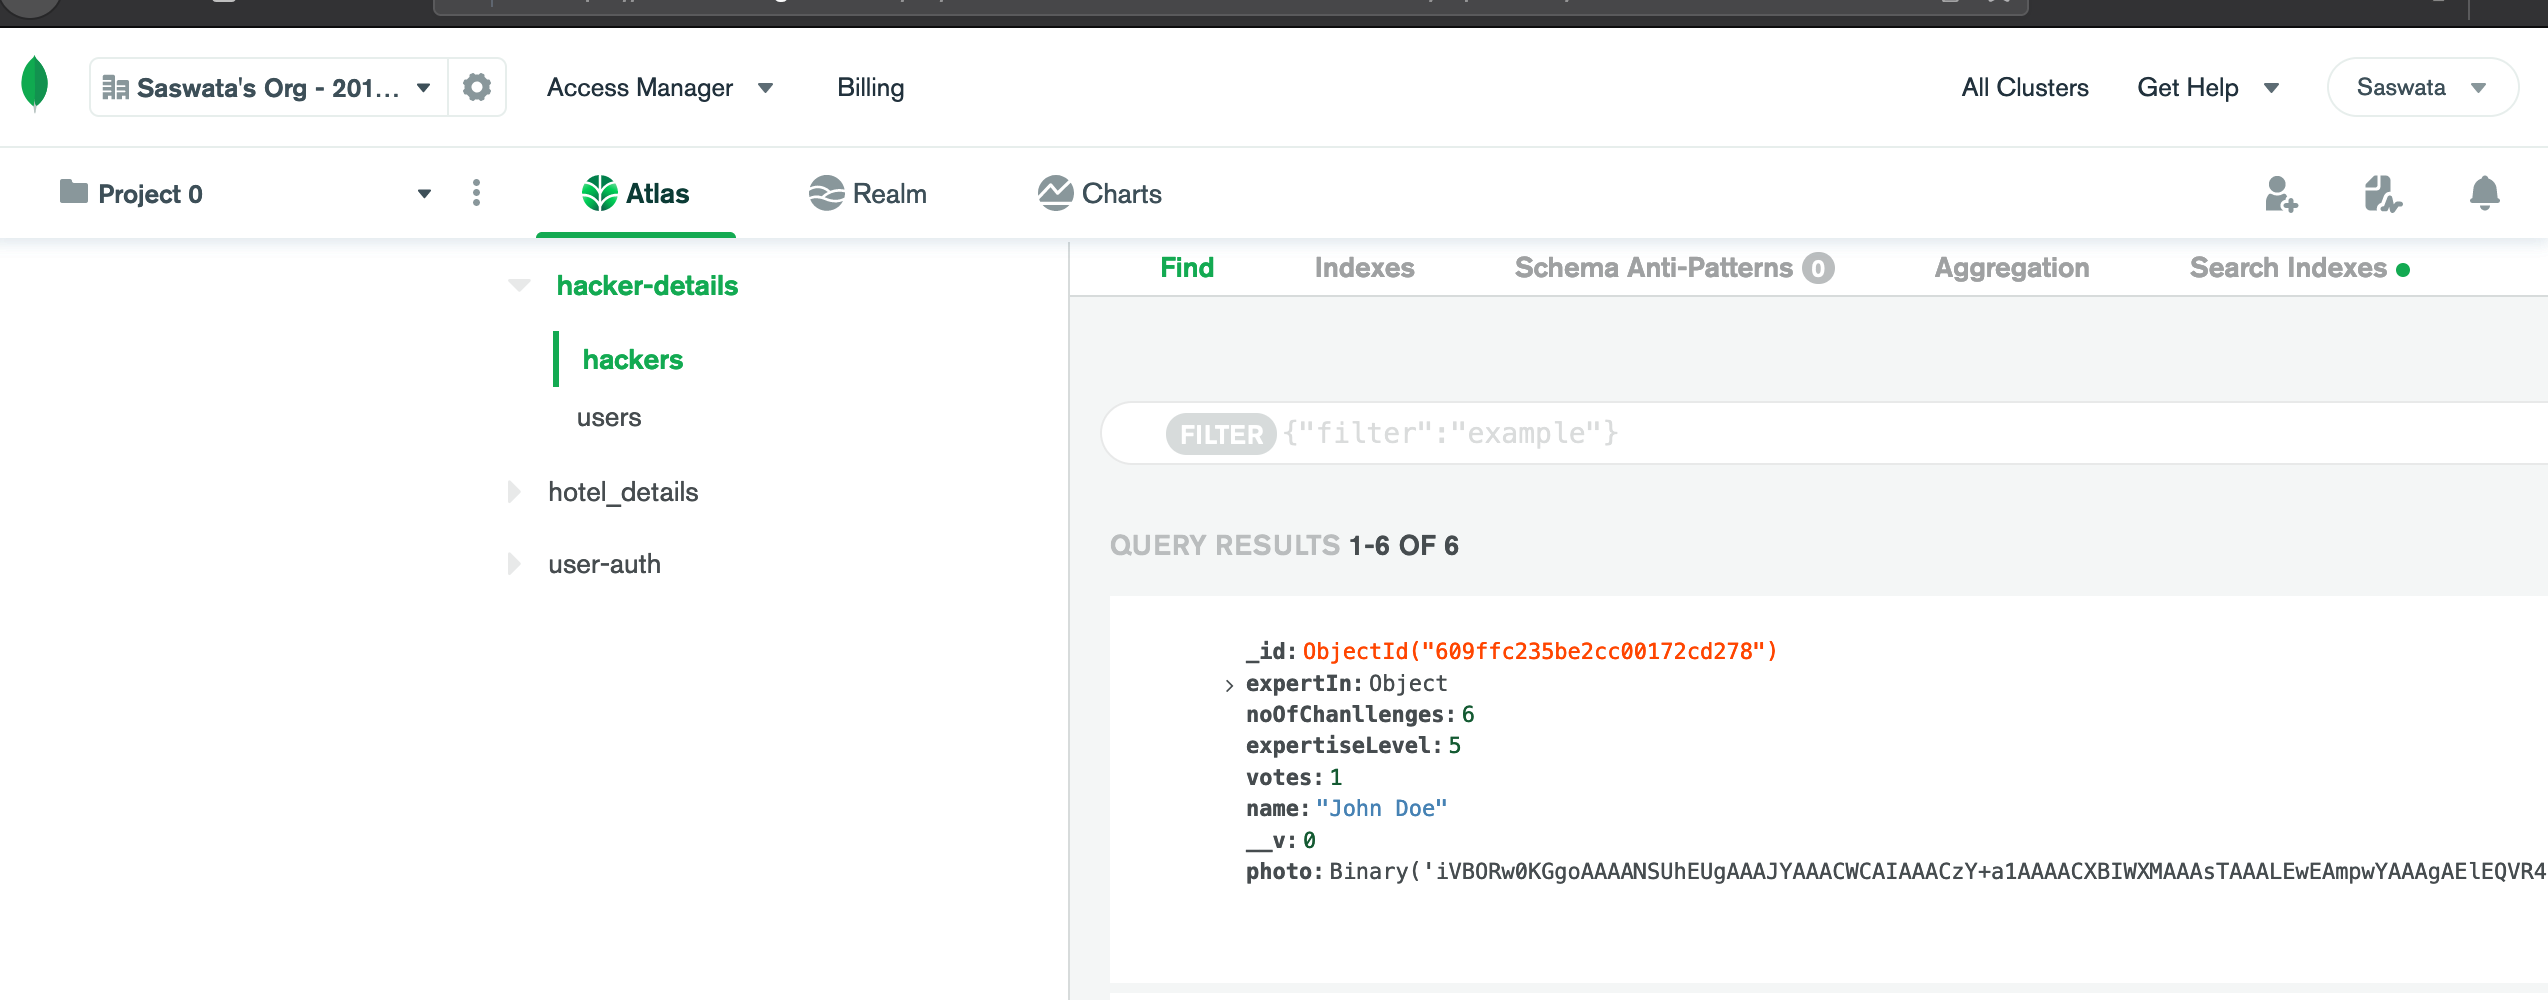 Saswata's Org - 201...
Access Manager
Billing
All Clusters
Get Help
Saswata
Project 0
Atlas
Realm
Charts
hacker-details
hackers
users
hotel_details
user-auth
Find
Indexes
Schema Anti-Patterns 0
Aggregation
Search Indexes
FILTER {"filter":"example"}
QUERY RESULTS 1-6 OF 6
_id: ObjectId("609ffc235be2cc00172cd278")
> expertIn: Object
noOfChanllenges: 6
expertiseLevel: 5
votes: 1
name: "John Doe"
__v: 0
photo: Binary('iVBORw0KGgoAAAANSUhEUgAAAJYAAACWCAIAAACzY+a1AAAACXBIWXMAAAsTAAALEwEAmpwYAAAgAElEQVR4